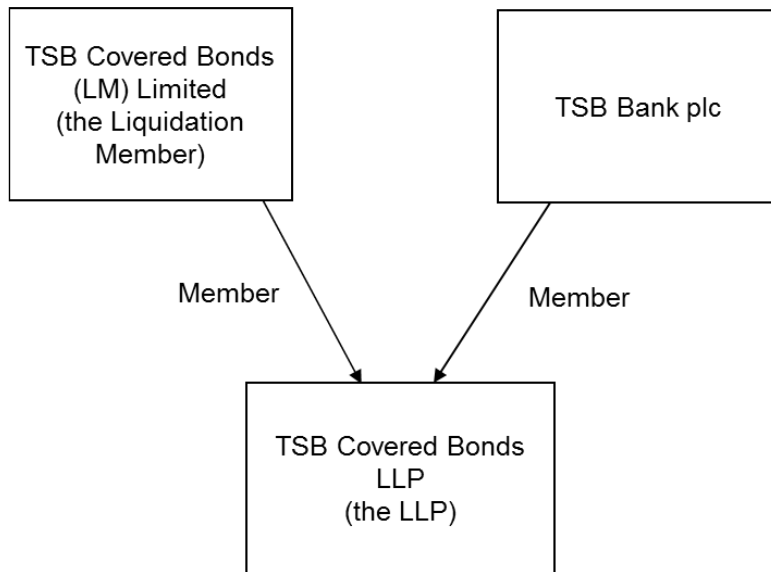 TSB Covered Bonds
(LM) Limited
(the Liquidation
Member)
TSB Bank plc
Member
Member
TSB Covered Bonds
LLP
(the LLP)